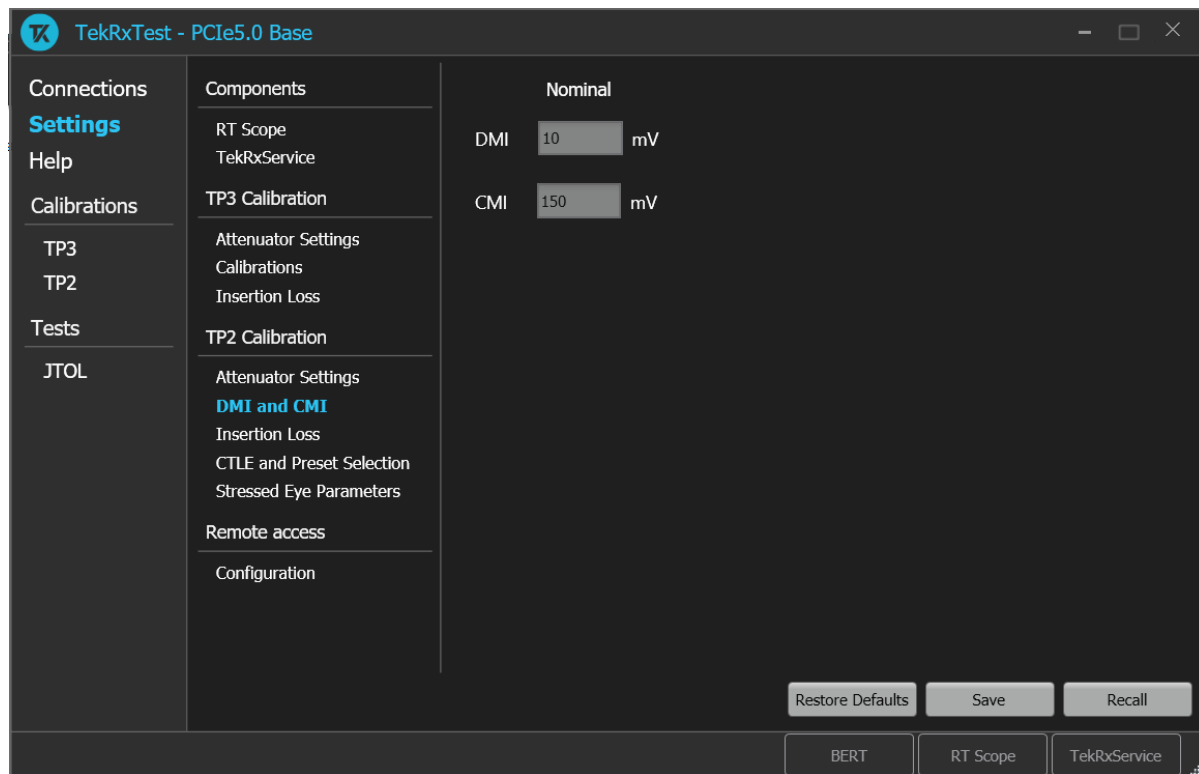 TK TekRxTest - PCIe5.0 Base
Connections
Settings
Help
Calibrations
TP3
TP2
Tests
JTOL
Components
RT Scope
TekRxService
TP3 Calibration
Attenuator Settings
Calibrations
Insertion Loss
TP2 Calibration
Attenuator Settings
DMI and CMI
Insertion Loss
CTLE and Preset Selection
Stressed Eye Parameters
Remote access
Configuration
Nominal
DMI 10 mV
CMI 150 mV
Restore Defaults Save Recall
BERT RT Scope TekRxService